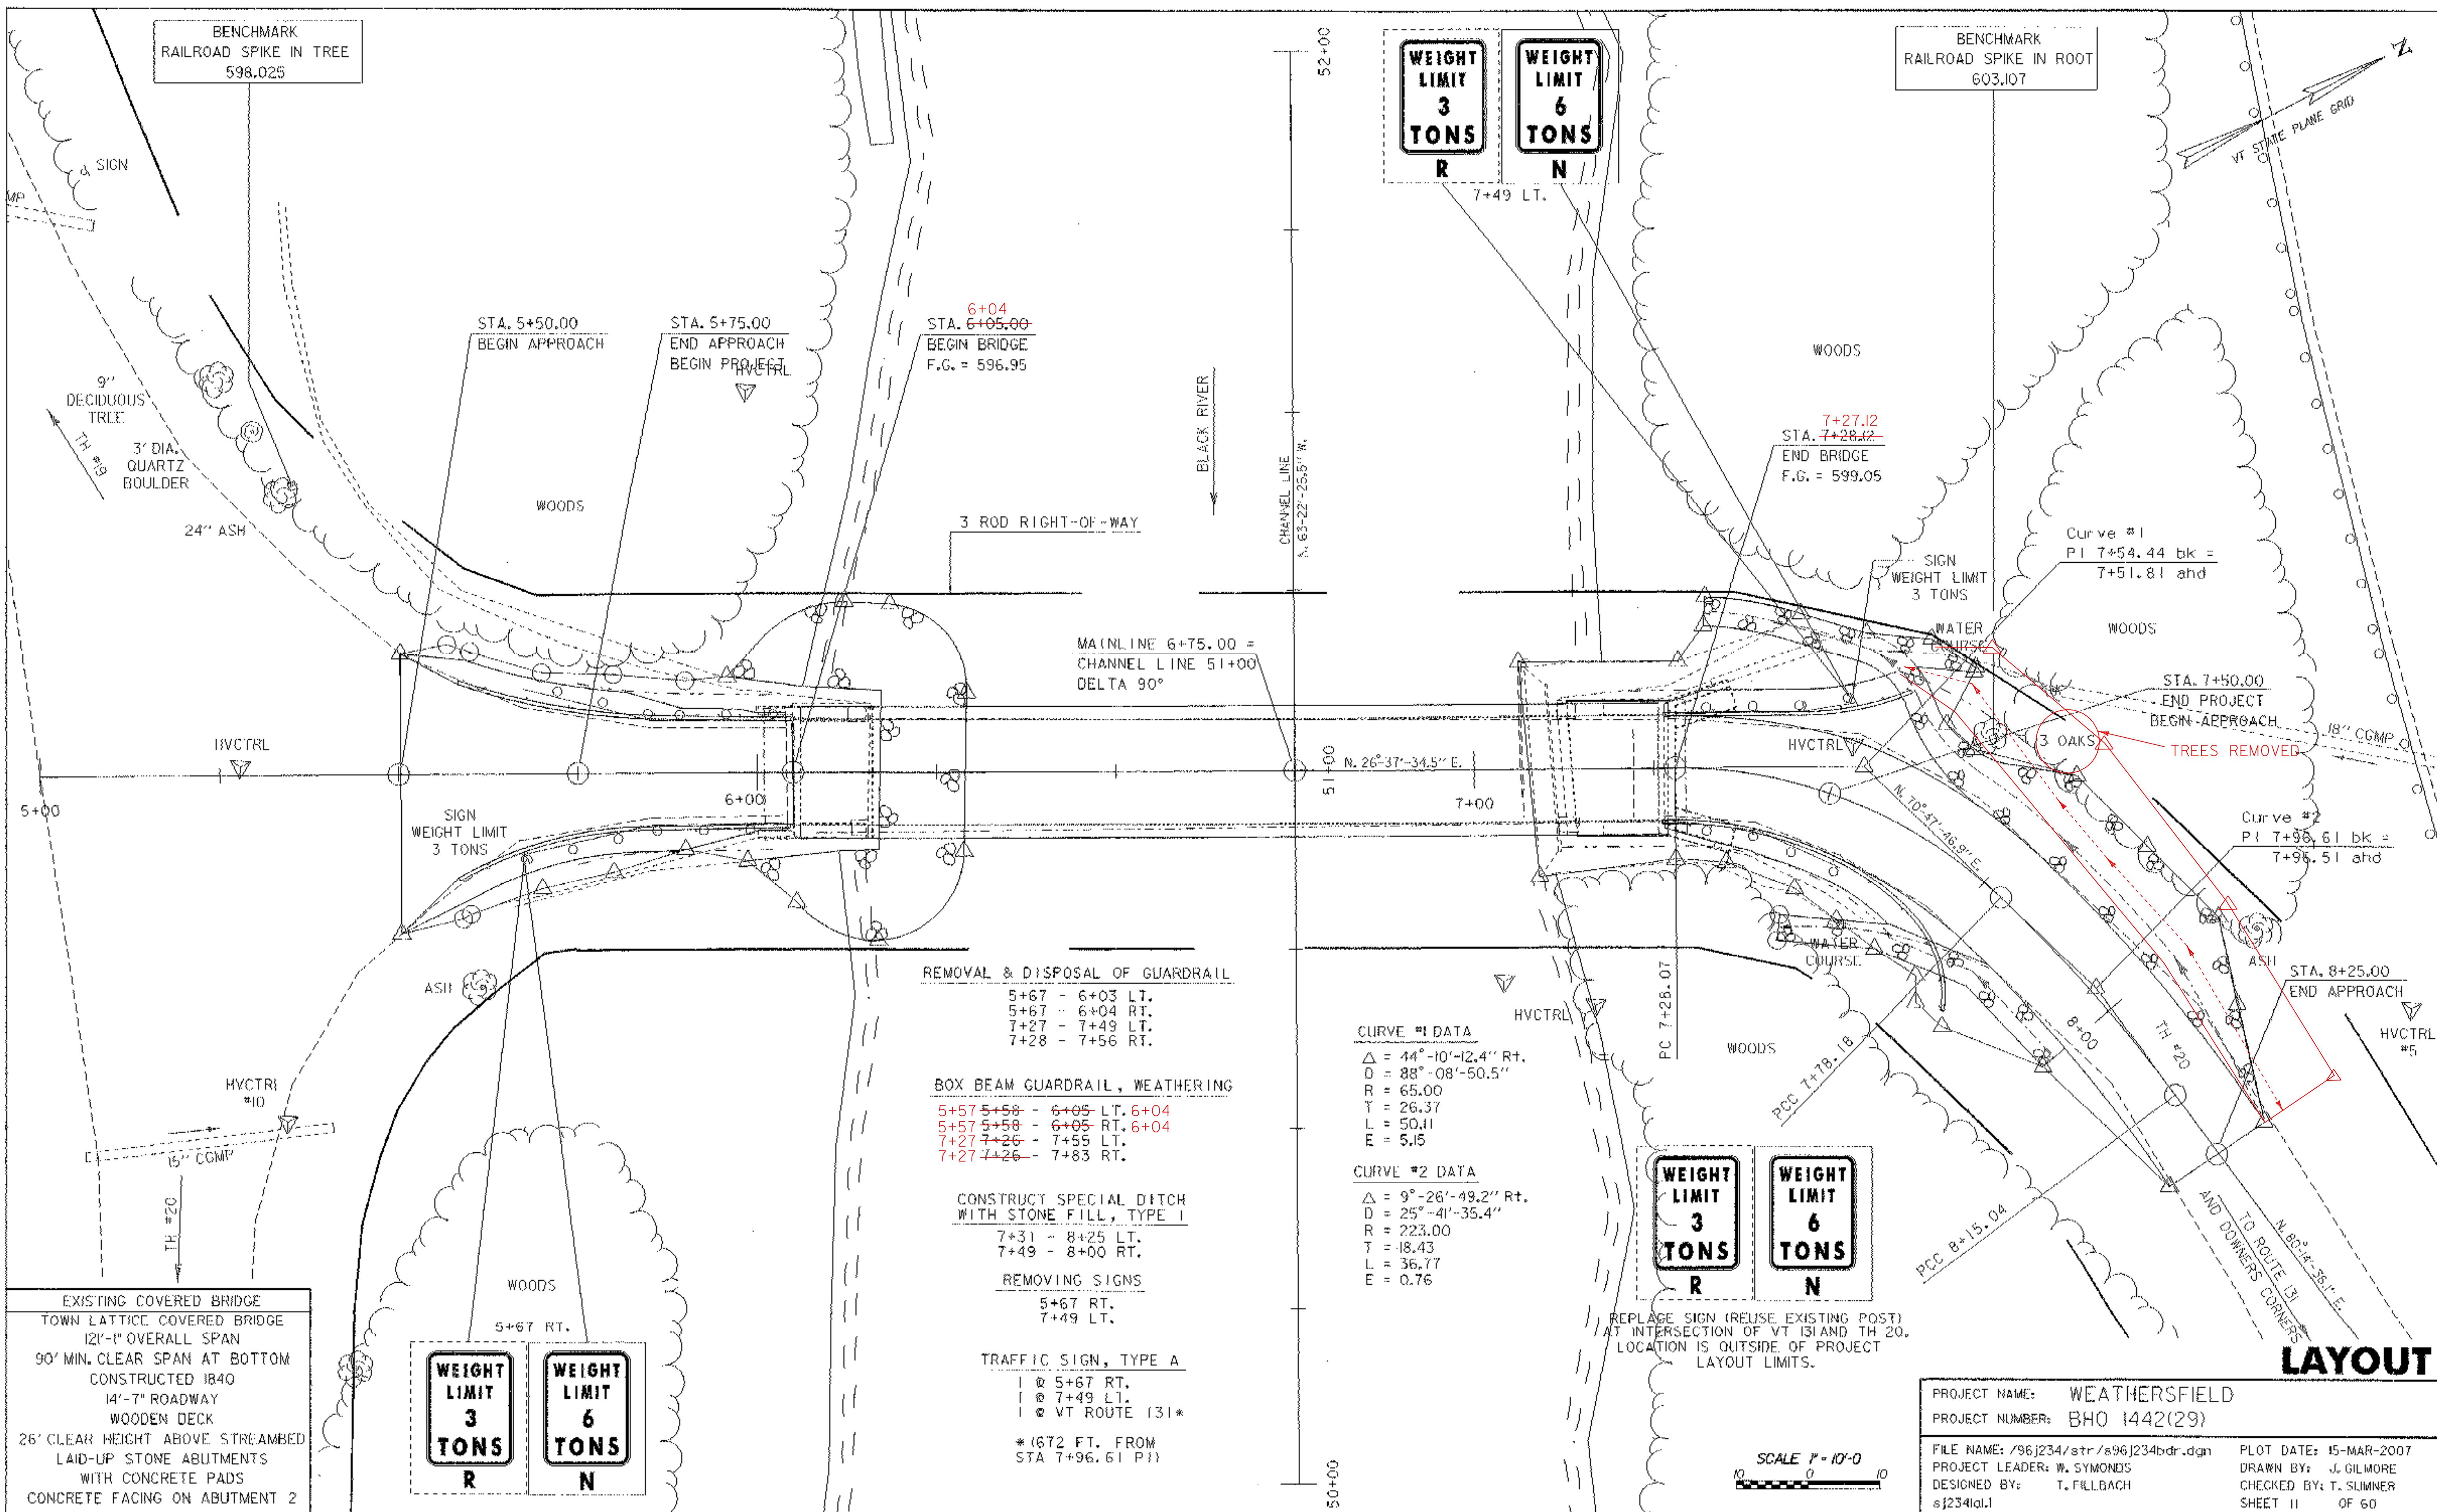 BENCHMARK
RAILROAD SPIKE IN TREE
598.025
SIGN
52+00
WEIGHT
LIMIT
3
TONS
R
WEIGHT
LIMIT
6
TONS
N
7+49 LT.
BENCHMARK
RAILROAD SPIKE IN ROOT
603.107
Z
VT STATE PLANE GRID
9"
DECIDUOUS
TREE
TH #19
3' DIA.
QUARTZ
BOULDER
24" ASH
STA. 5+50.00
BEGIN APPROACH
STA. 5+75.00
END APPROACH
BEGIN PROJECT
HVCTRL
6+04
STA. 6+05.00
BEGIN BRIDGE
F.G. = 596.95
WOODS
3 ROD RIGHT-OF-WAY
BLACK RIVER
CHANNEL LINE
N. 63°-22'-25.5" W.
WOODS
7+27.12
STA. 7+28.12
END BRIDGE
F.G. = 599.05
SIGN
WEIGHT LIMIT
3 TONS
Curve #1
PI 7+54.44 bk =
7+51.81 ahd
WATER
COURSE
WOODS
STA. 7+50.00
END PROJECT
BEGIN APPROACH
18" CGMP
3 OAKS
TREES REMOVED
MAINLINE 6+75.00 =
CHANNEL LINE 51+00
DELTA 90°
HVCTRL
5+00
6+00
51+00
N. 26°-37'-34.5" E.
7+00
HVCTRL
N. 70°-47'-46.9" E.
Curve #2
PI 7+96.61 bk =
7+96.51 ahd
SIGN
WEIGHT LIMIT
3 TONS
ASH
WATER
COURSE
ASH
STA. 8+25.00
END APPROACH
HVCTRL
#5
8+00
TH #20
HVCTRL
PC 7+28.07
WOODS
PCC 7+78.18
PCC 8+15.04
N. 80°-14'-36.1" E.
TO ROUTE 131
AND DOWNERS CORNERS
REMOVAL & DISPOSAL OF GUARDRAIL
5+67 - 6+03 LT.
5+67 - 6+04 RT.
7+27 - 7+49 LT.
7+28 - 7+56 RT.
BOX BEAM GUARDRAIL, WEATHERING
5+57 5+58 - 6+05 LT. 6+04
5+57 5+58 - 6+05 RT. 6+04
7+27 7+26 - 7+55 LT.
7+27 7+26 - 7+83 RT.
CONSTRUCT SPECIAL DITCH
WITH STONE FILL, TYPE I
7+31 - 8+25 LT.
7+49 - 8+00 RT.
REMOVING SIGNS
5+67 RT.
7+49 LT.
TRAFFIC SIGN, TYPE A
1 @ 5+67 RT.
1 @ 7+49 LT.
1 @ VT ROUTE 131*
*(672 FT. FROM
STA 7+96.61 PI)
CURVE #1 DATA
Δ = 44°-10'-12.4" Rt.
D = 88°-08'-50.5"
R = 65.00
T = 26.37
L = 50.11
E = 5.15
CURVE #2 DATA
Δ = 9°-26'-49.2" Rt.
D = 25°-41'-35.4"
R = 223.00
T = 18.43
L = 36.77
E = 0.76
HVCTRL
#10
15" CGMP
TH #20
WOODS
5+67 RT.
WEIGHT
LIMIT
3
TONS
R
WEIGHT
LIMIT
6
TONS
N
WEIGHT
LIMIT
3
TONS
R
WEIGHT
LIMIT
6
TONS
N
REPLACE SIGN (REUSE EXISTING POST)
AT INTERSECTION OF VT 131 AND TH 20.
LOCATION IS OUTSIDE OF PROJECT
LAYOUT LIMITS.
EXISTING COVERED BRIDGE
TOWN LATTICE COVERED BRIDGE
121'-1" OVERALL SPAN
90' MIN. CLEAR SPAN AT BOTTOM
CONSTRUCTED 1840
14'-7" ROADWAY
WOODEN DECK
26' CLEAR HEIGHT ABOVE STREAMBED
LAID-UP STONE ABUTMENTS
WITH CONCRETE PADS
CONCRETE FACING ON ABUTMENT 2
50+00
SCALE 1" = 10'-0
10 0 10
LAYOUT
PROJECT NAME: WEATHERSFIELD
PROJECT NUMBER: BHO 1442(29)
FILE NAME: /96j234/str/s96j234bdr.dgn
PLOT DATE: 15-MAR-2007
PROJECT LEADER: W. SYMONDS
DRAWN BY: J. GILMORE
DESIGNED BY: T. FILLBACH
CHECKED BY: T. SUMNER
SHEET 11 OF 60